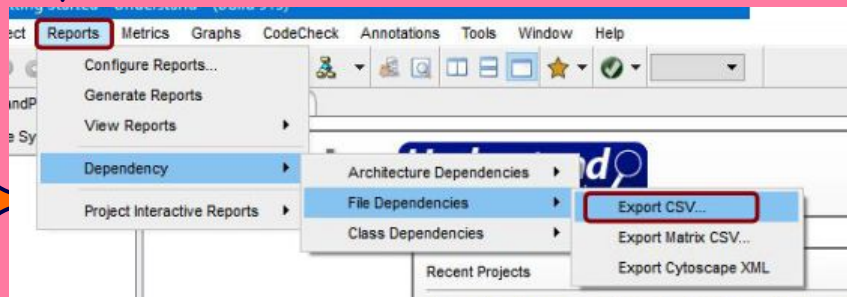 ect Reports Metrics Graphs CodeCheck Annotations Tools Window Help
Configure Reports...
Generate Reports
View Reports
Dependency
Project Interactive Reports
Architecture Dependencies
File Dependencies
Class Dependencies
Export CSV...
Export Matrix CSV...
Export Cytoscape XML
Recent Projects